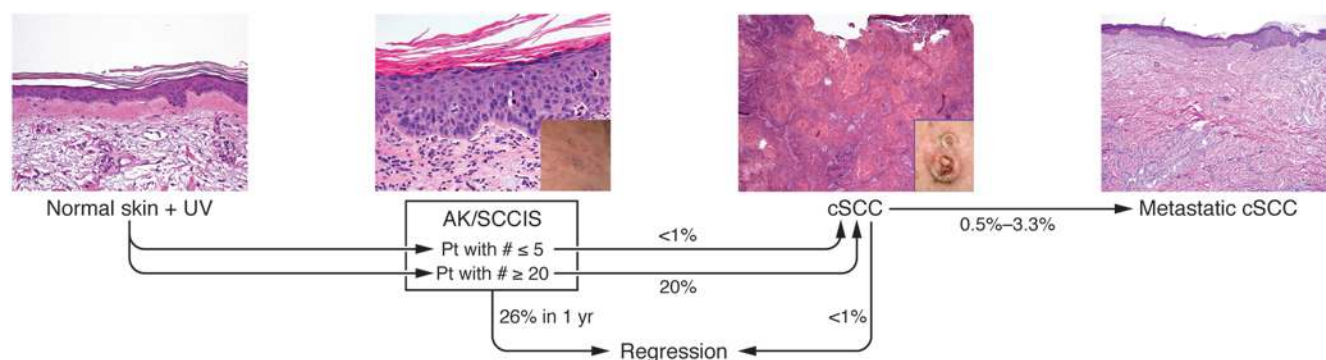 Normal skin + UV
AK/SCCIS
Pt with # ≤ 5
Pt with # ≥ 20
<1%
20%
cSCC
0.5%–3.3%
Metastatic cSCC
26% in 1 yr
<1%
Regression